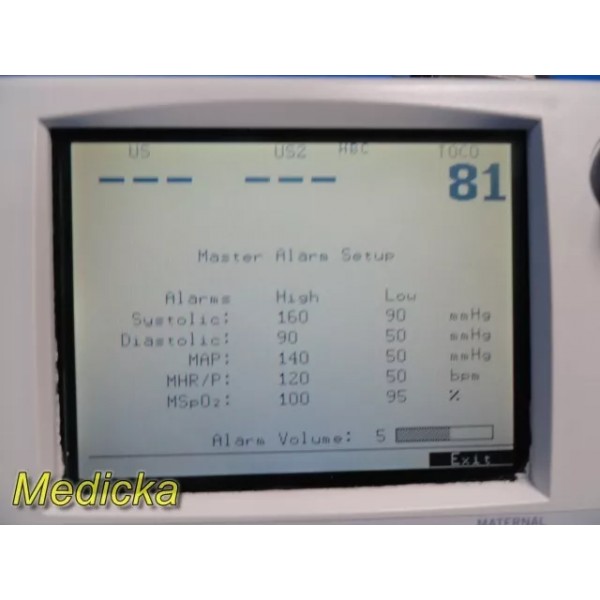 US US2 HBC TOCO
--- --- 81
Master Alarm Setup
Alarms High Low
Systolic: 160 90 mmHg
Diastolic: 90 50 mmHg
MAP: 140 50 mmHg
MHR/P: 120 50 bpm
MSpO₂: 100 95 %
Alarm Volume: 5
Exit
Medicka
MATERNAL